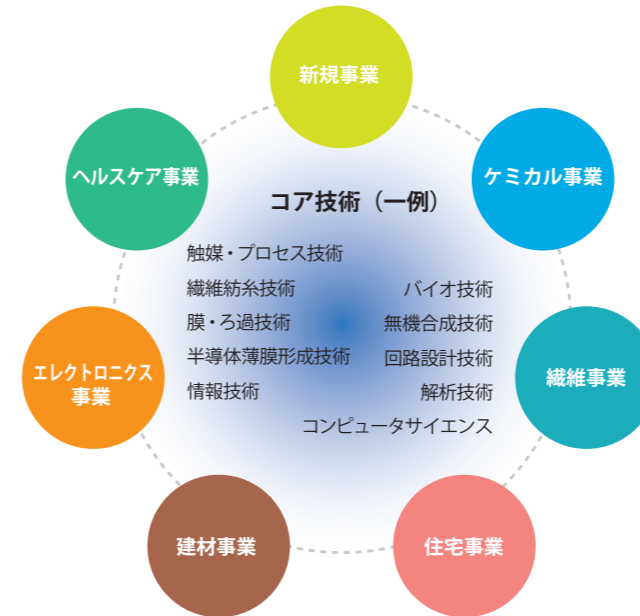 新規事業
ヘルスケア事業
ケミカル事業
コア技術（一例）
触媒・プロセス技術
繊維紡糸技術
膜・ろ過技術
半導体薄膜形成技術
情報技術
バイオ技術
無機合成技術
回路設計技術
解析技術
コンピュータサイエンス
エレクトロニクス
事業
繊維事業
建材事業
住宅事業